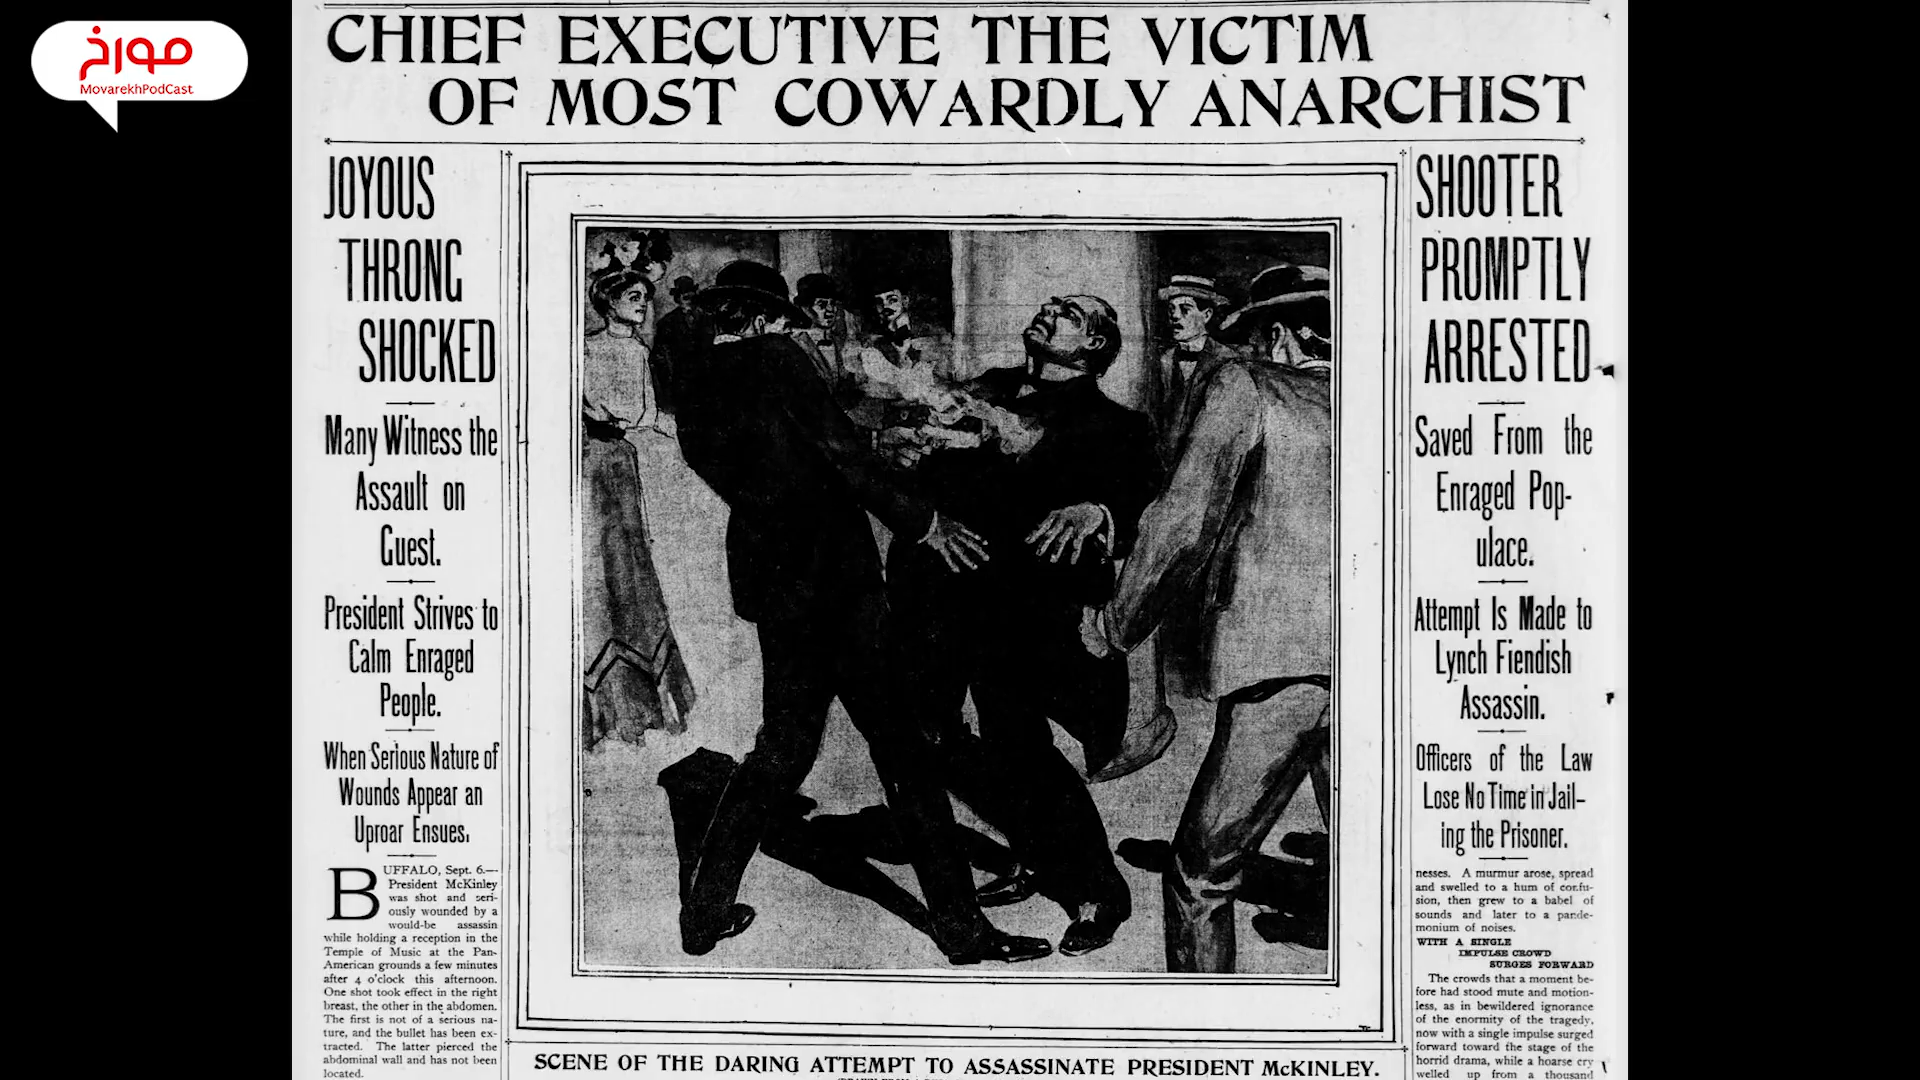 مورخ
MovarekhPodCast
CHIEF EXECUTIVE THE VICTIM
OF MOST COWARDLY ANARCHIST
JOYOUS
THRONG
SHOCKED
Many Witness the
Assault on
Guest.
President Strives to
Calm Enraged
People.
When Serious Nature of
Wounds Appear an
Uproar Ensues.
BUFFALO, Sept. 6.—
President McKinley
was shot and seri-
ously wounded by a
would-be assassin
while holding a reception in the
Temple of Music at the Pan-
American grounds a few minutes
after 4 o'clock this afternoon.
One shot took effect in the right
breast, the other in the abdomen.
The first is not of a serious na-
ture, and the bullet has been ex-
tracted. The latter pierced the
abdominal wall and has not been
located.
SCENE OF THE DARING ATTEMPT TO ASSASSINATE PRESIDENT McKINLEY.
SHOOTER
PROMPTLY
ARRESTED
Saved From the
Enraged Pop-
ulace.
Attempt Is Made to
Lynch Fiendish
Assassin.
Officers of the Law
Lose No Time in Jail-
ing the Prisoner.
nesses. A murmur arose, spread
and swelled to a hum of confu-
sion, then grew to a babel of
sounds and later to a pande-
monium of noises.
WITH A SINGLE
IMPULSE CROWD
SURGES FORWARD
The crowds that a moment be-
fore had stood mute and motion-
less, as in bewildered ignorance
of the enormity of the tragedy,
now with a single impulse surged
forward toward the stage of the
horrid drama, while a hoarse cry
welled up from a thousand